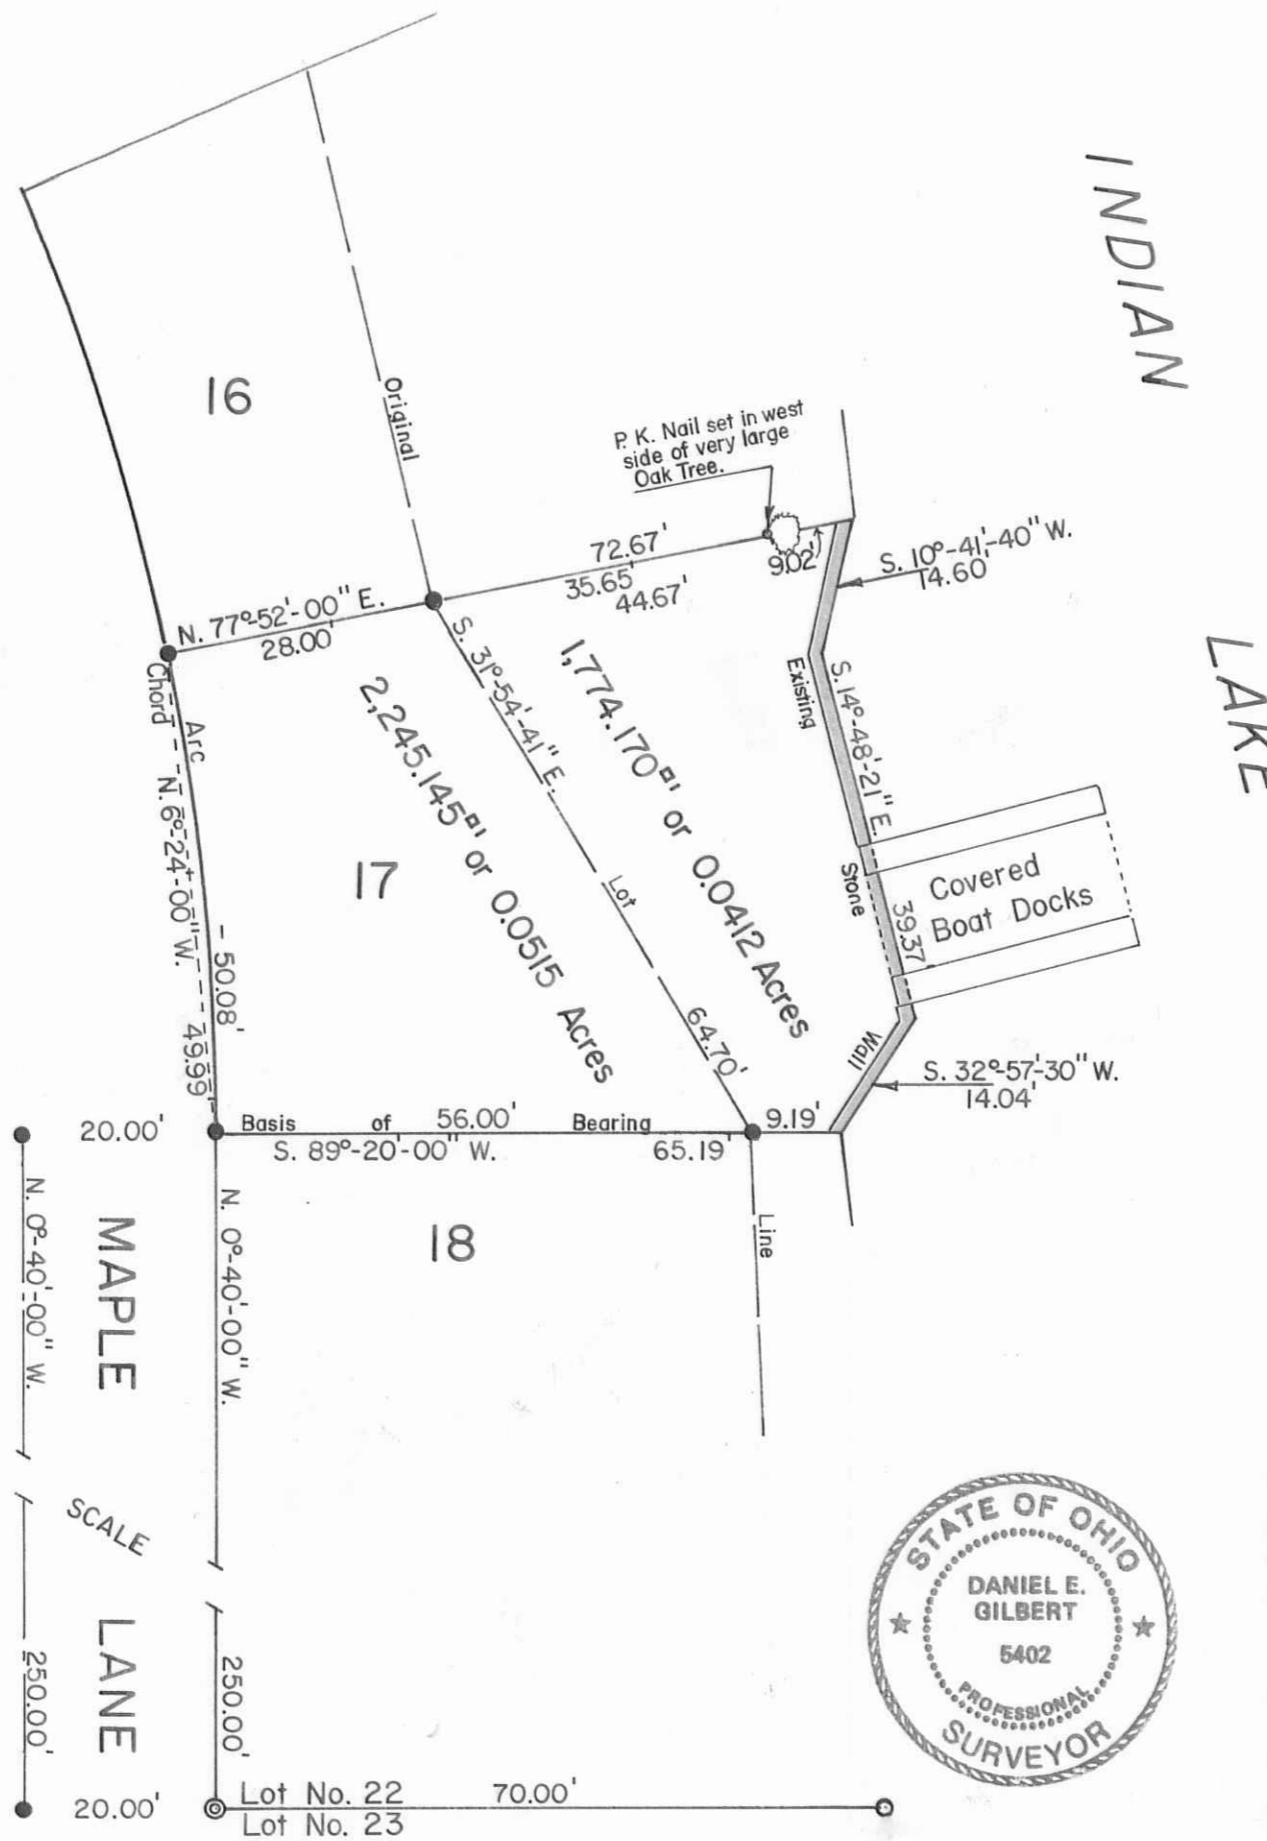 INDIAN
LAKE
16
Original
P. K. Nail set in west
side of very large
Oak Tree.
72.67'
9.02'
35.65'
44.67'
S. 10°-41'-40" W.
14.60'
N. 77°-52'-00" E.
28.00'
S. 31°-54'-41" E.
64.70'
1,774.170□' or 0.0412 Acres
2,245.145□' or 0.0515 Acres
Existing
Stone
Wall
S. 14°-48'-21" E.
39.37'
Covered
Boat Docks
Chord
N. 6°-24'-00" W.
49.99'
Arc
50.08'
17
Lot
S. 32°-57'-30" W.
14.04'
20.00'
Basis of 56.00' Bearing
9.19'
S. 89°-20'-00" W. 65.19'
N. 0°-40'-00" W.
250.00'
MAPLE
LANE
N. 0°-40'-00" W.
250.00'
18
Line
SCALE
STATE OF OHIO
DANIEL E.
GILBERT
5402
PROFESSIONAL
SURVEYOR
20.00'
Lot No. 22 70.00'
Lot No. 23